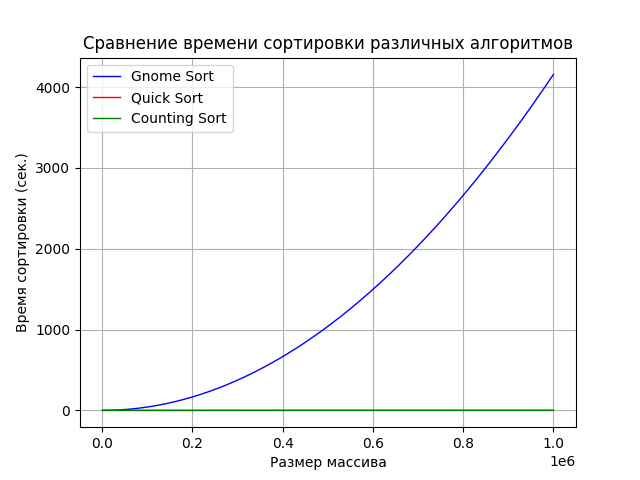 Сравнение времени сортировки различных алгоритмов
Gnome Sort
Quick Sort
Counting Sort
Время сортировки (сек.)
4000
3000
2000
1000
0
0.0 0.2 0.4 0.6 0.8 1.0
1e6
Размер массива